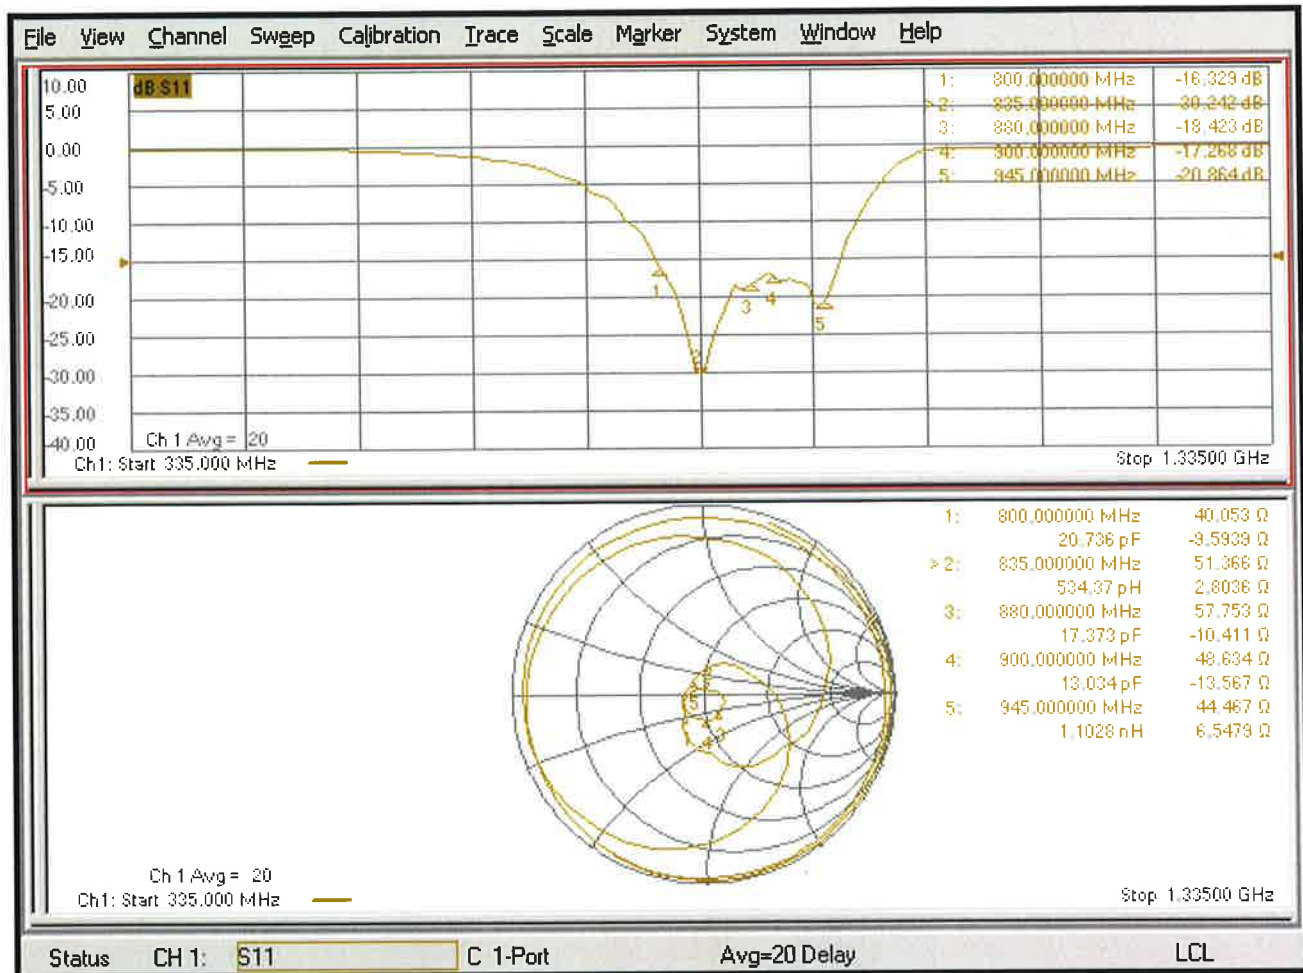 File View Channel Sweep Calibration Trace Scale Marker System Window Help
10.00
5.00
0.00
-5.00
-10.00
-15.00
-20.00
-25.00
-30.00
-35.00
-40.00
dB S11
1: 800.000000 MHz -16.329 dB
> 2: 835.000000 MHz -30.242 dB
3: 880.000000 MHz -18.423 dB
4: 900.000000 MHz -17.268 dB
5: 945.000000 MHz -20.864 dB
1
2
3
4
5
Ch 1 Avg = 20
Ch1: Start 335.000 MHz
Stop 1.33500 GHz
1: 800.000000 MHz 40.053 Ω
20.736 pF -9.5939 Ω
> 2: 835.000000 MHz 51.366 Ω
534.37 pH 2.8036 Ω
3: 880.000000 MHz 57.753 Ω
17.373 pF -10.411 Ω
4: 900.000000 MHz 48.634 Ω
13.034 pF -13.567 Ω
5: 945.000000 MHz 44.467 Ω
1.1028 nH 6.5479 Ω
5
Ch 1 Avg = 20
Ch1: Start 335.000 MHz
Stop 1.33500 GHz
Status CH 1: S11 C 1-Port Avg=20 Delay LCL